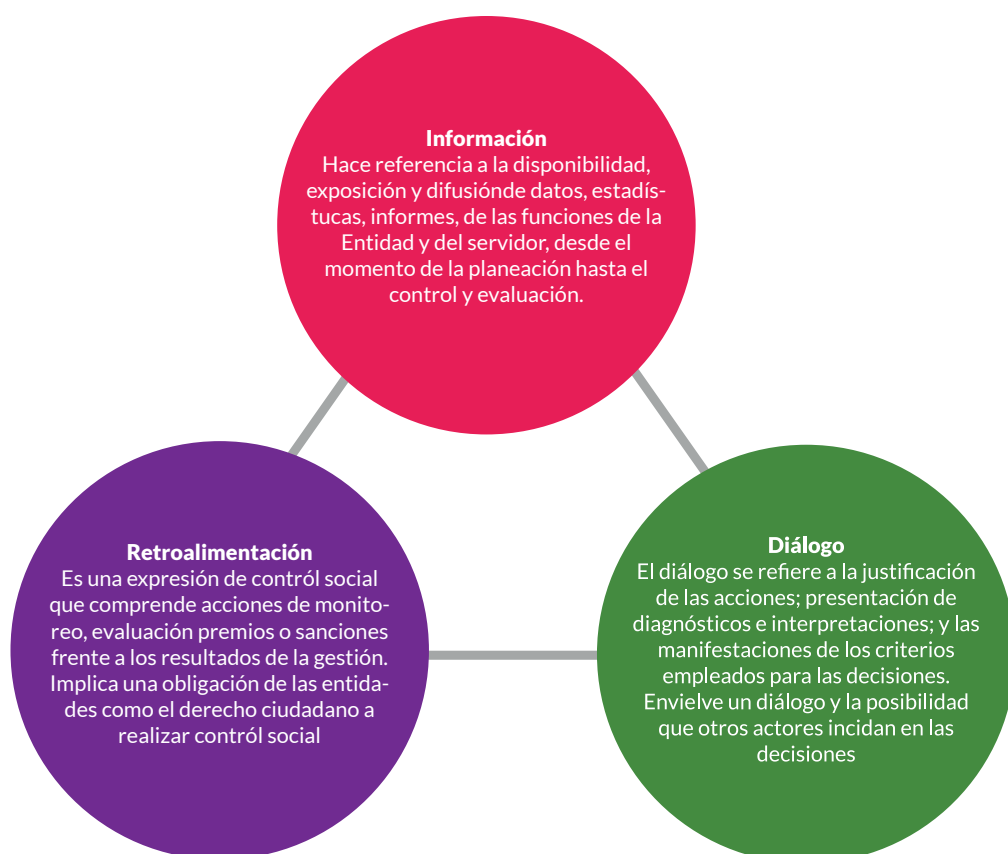 Información
Hace referencia a la disponibilidad,
exposición y difusiónde datos, estadís-
tucas, informes, de las funciones de la
Entidad y del servidor, desde el
momento de la planeación hasta el
control y evaluación.
Retroalimentación
Es una expresión de contról social
que comprende acciones de monito-
reo, evaluación premios o sanciones
frente a los resultados de la gestión.
Implica una obligación de las entida-
des como el derecho ciudadano a
realizar contról social
Diálogo
El diálogo se refiere a la justificación
de las acciones; presentación de
diagnósticos e interpretaciones; y las
manifestaciones de los criterios
empleados para las decisiones.
Envielve un diálogo y la posibilidad
que otros actores incidan en las
decisiones